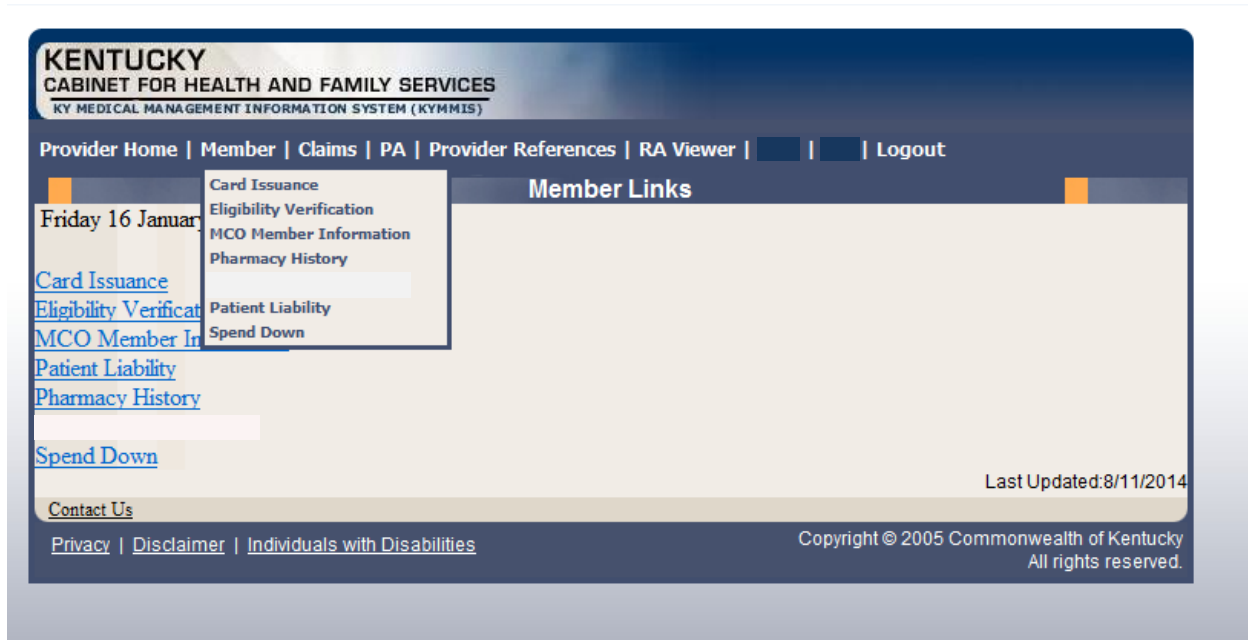 KENTUCKY
CABINET FOR HEALTH AND FAMILY SERVICES
KY MEDICAL MANAGEMENT INFORMATION SYSTEM (KYMMIS)
Provider Home | Member | Claims | PA | Provider References | RA Viewer | | | Logout
Member Links
Friday 16 January
Card Issuance
Eligibility Verification
MCO Member Information
Pharmacy History
Patient Liability
Spend Down
Card Issuance
Eligibility Verificat
MCO Member In
Patient Liability
Pharmacy History
Spend Down
Last Updated:8/11/2014
Contact Us
Privacy | Disclaimer | Individuals with Disabilities
Copyright © 2005 Commonwealth of Kentucky
All rights reserved.